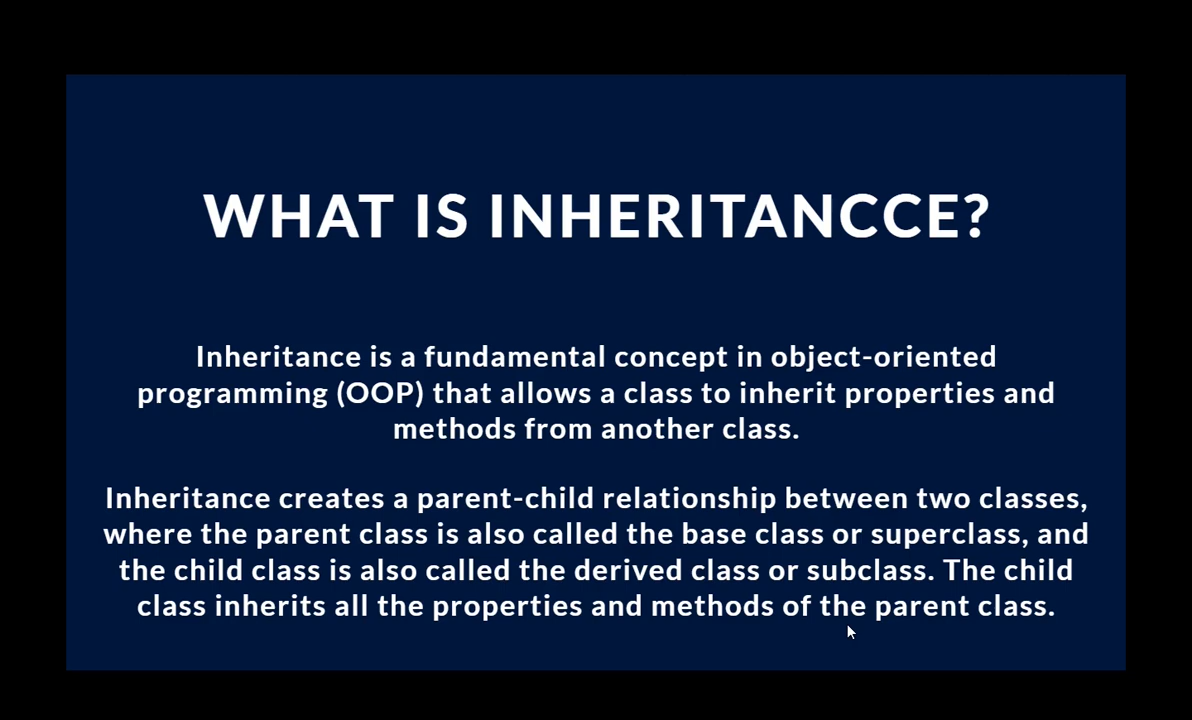 WHAT IS INHERITANCCE?
Inheritance is a fundamental concept in object-oriented
programming (OOP) that allows a class to inherit properties and
methods from another class.
Inheritance creates a parent-child relationship between two classes,
where the parent class is also called the base class or superclass, and
the child class is also called the derived class or subclass. The child
class inherits all the properties and methods of the parent class.